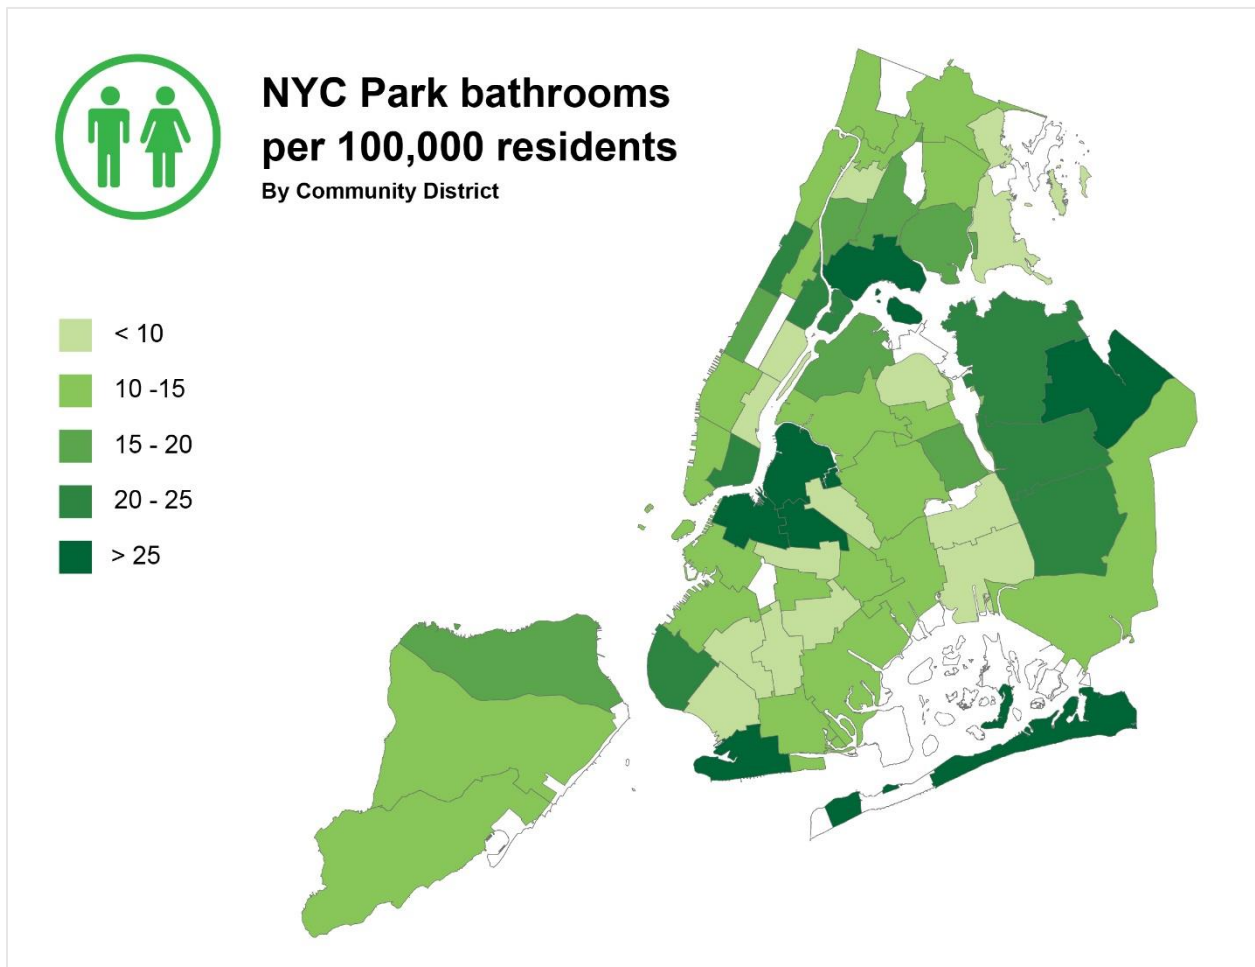 NYC Park bathrooms
per 100,000 residents
By Community District
< 10
10 -15
15 - 20
20 - 25
> 25